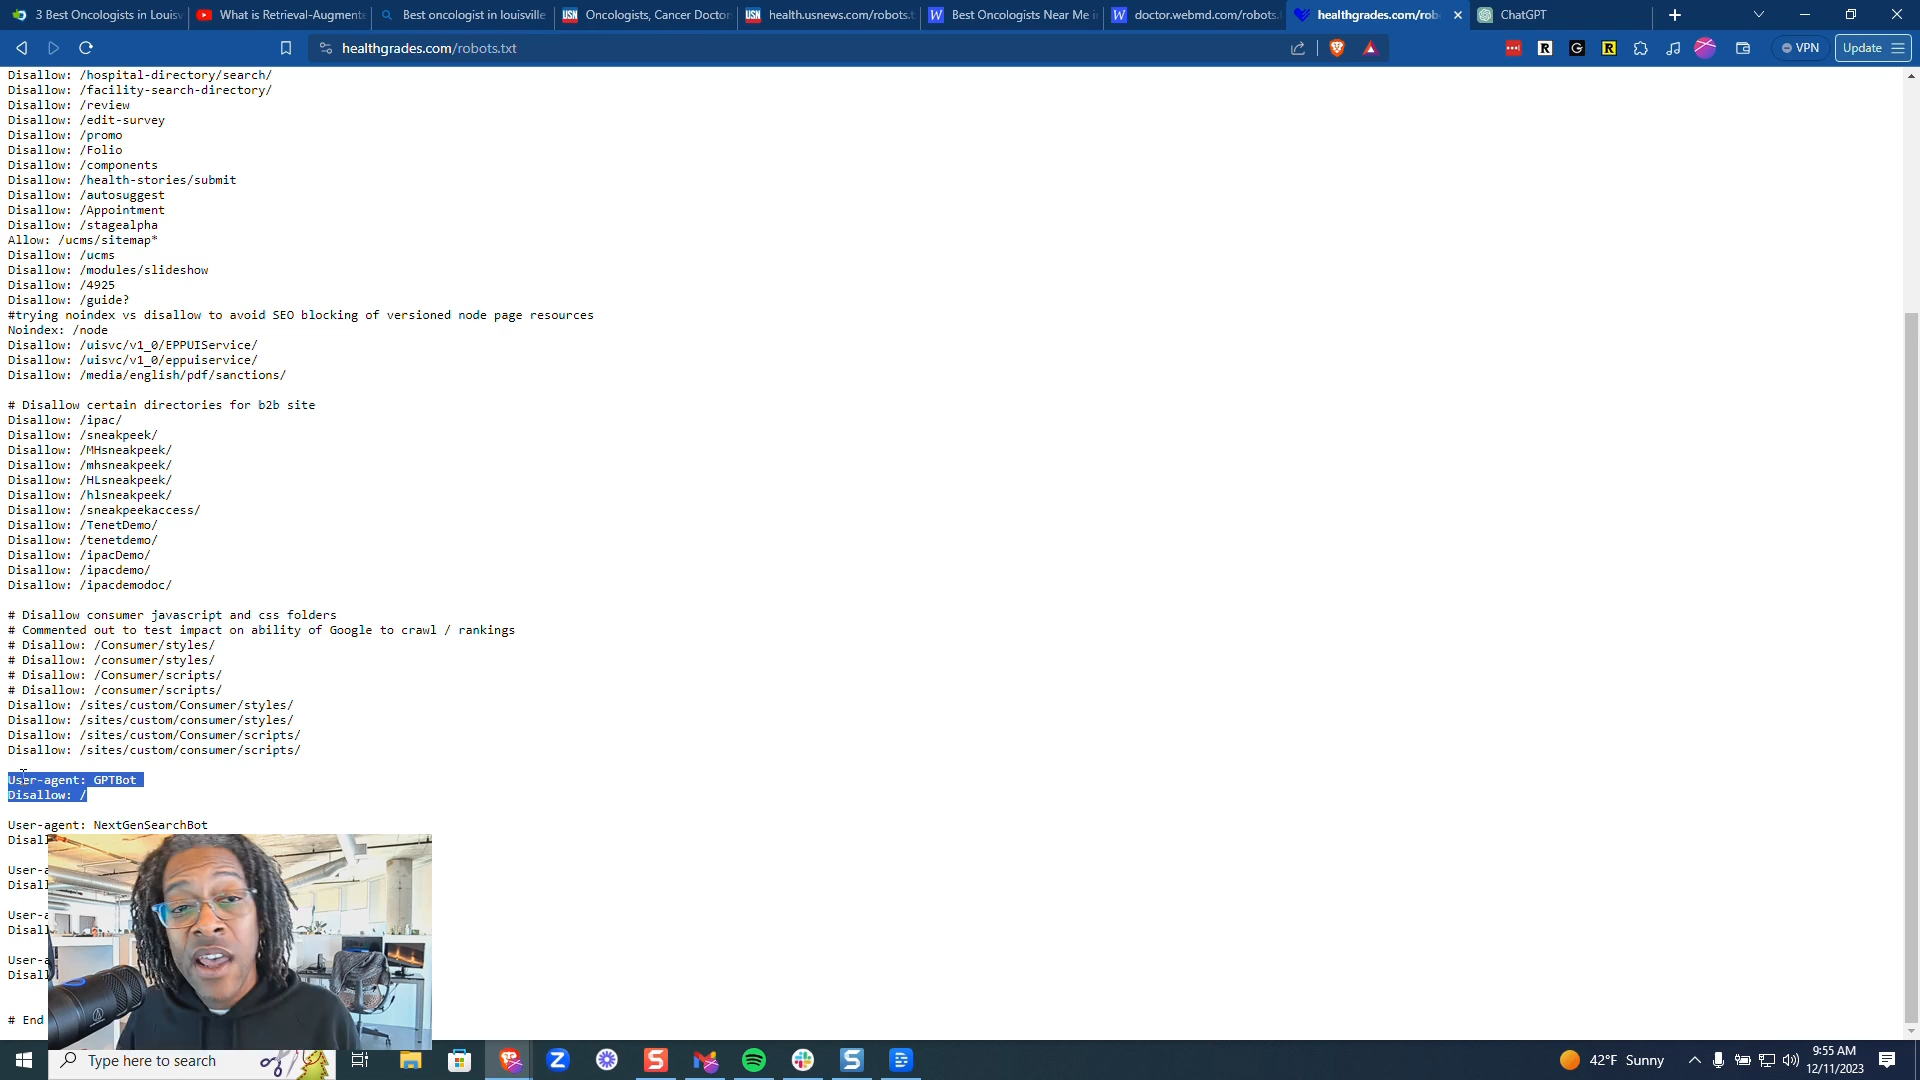 3 Best Oncologists in Louisv
What is Retrieval-Augmente
Best oncologist in louisville
USN
Oncologists, Cancer Doctor
USN
health.usnews.com/robots.t
W
Best Oncologists Near Me i
W
doctor.webmd.com/robots.
healthgrades.com/rob
ChatGPT
healthgrades.com/robots.txt
VPN
Update
Disallow: /hospital-directory/search/
Disallow: /facility-search-directory/
Disallow: /review
Disallow: /edit-survey
Disallow: /promo
Disallow: /Folio
Disallow: /components
Disallow: /health-stories/submit
Disallow: /autosuggest
Disallow: /Appointment
Disallow: /stagealpha
Allow: /ucms/sitemap*
Disallow: /ucms
Disallow: /modules/slideshow
Disallow: /4925
Disallow: /guide?
#trying noindex vs disallow to avoid SEO blocking of versioned node page resources
Noindex: /node
Disallow: /uisvc/v1_0/EPPUIService/
Disallow: /uisvc/v1_0/eppuiservice/
Disallow: /media/english/pdf/sanctions/
# Disallow certain directories for b2b site
Disallow: /ipac/
Disallow: /sneakpeek/
Disallow: /MHsneakpeek/
Disallow: /mhsneakpeek/
Disallow: /HLsneakpeek/
Disallow: /hlsneakpeek/
Disallow: /sneakpeekaccess/
Disallow: /TenetDemo/
Disallow: /tenetdemo/
Disallow: /ipacDemo/
Disallow: /ipacdemo/
Disallow: /ipacdemodoc/
# Disallow consumer javascript and css folders
# Commented out to test impact on ability of Google to crawl / rankings
# Disallow: /Consumer/styles/
# Disallow: /consumer/styles/
# Disallow: /Consumer/scripts/
# Disallow: /consumer/scripts/
Disallow: /sites/custom/Consumer/styles/
Disallow: /sites/custom/consumer/styles/
Disallow: /sites/custom/Consumer/scripts/
Disallow: /sites/custom/consumer/scripts/
User-agent: GPTBot
Disallow: /
User-agent: NextGenSearchBot
Disall
User-a
Disall
User-a
Disall
User-a
Disall
# End
Type here to search
42°F Sunny
9:55 AM
12/11/2023